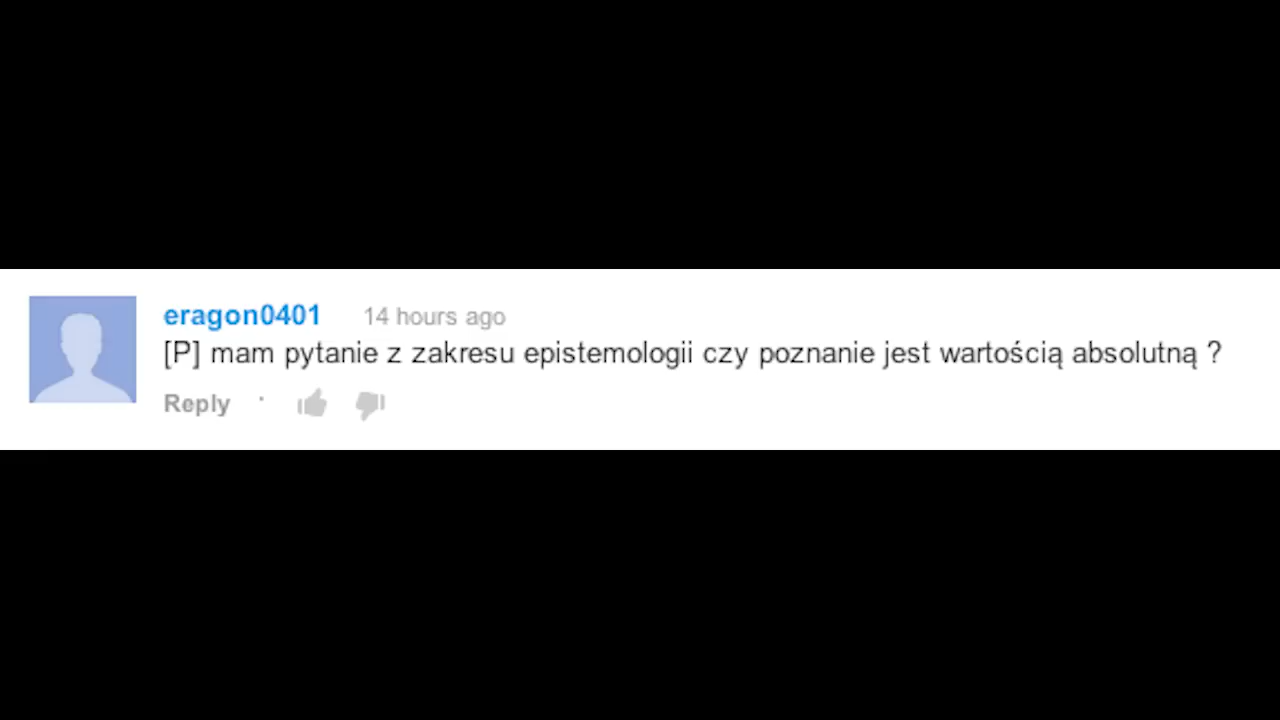 eragon0401 14 hours ago
[P] mam pytanie z zakresu epistemologii czy poznanie jest wartością absolutną ?
Reply ·